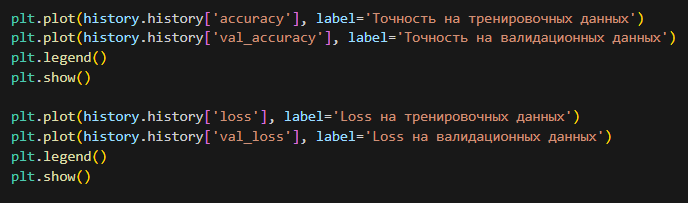 plt.plot(history.history['accuracy'], label='Точность на тренировочных данных')
plt.plot(history.history['val_accuracy'], label='Точность на валидационных данных')
plt.legend()
plt.show()

plt.plot(history.history['loss'], label='Loss на тренировочных данных')
plt.plot(history.history['val_loss'], label='Loss на валидационных данных')
plt.legend()
plt.show()